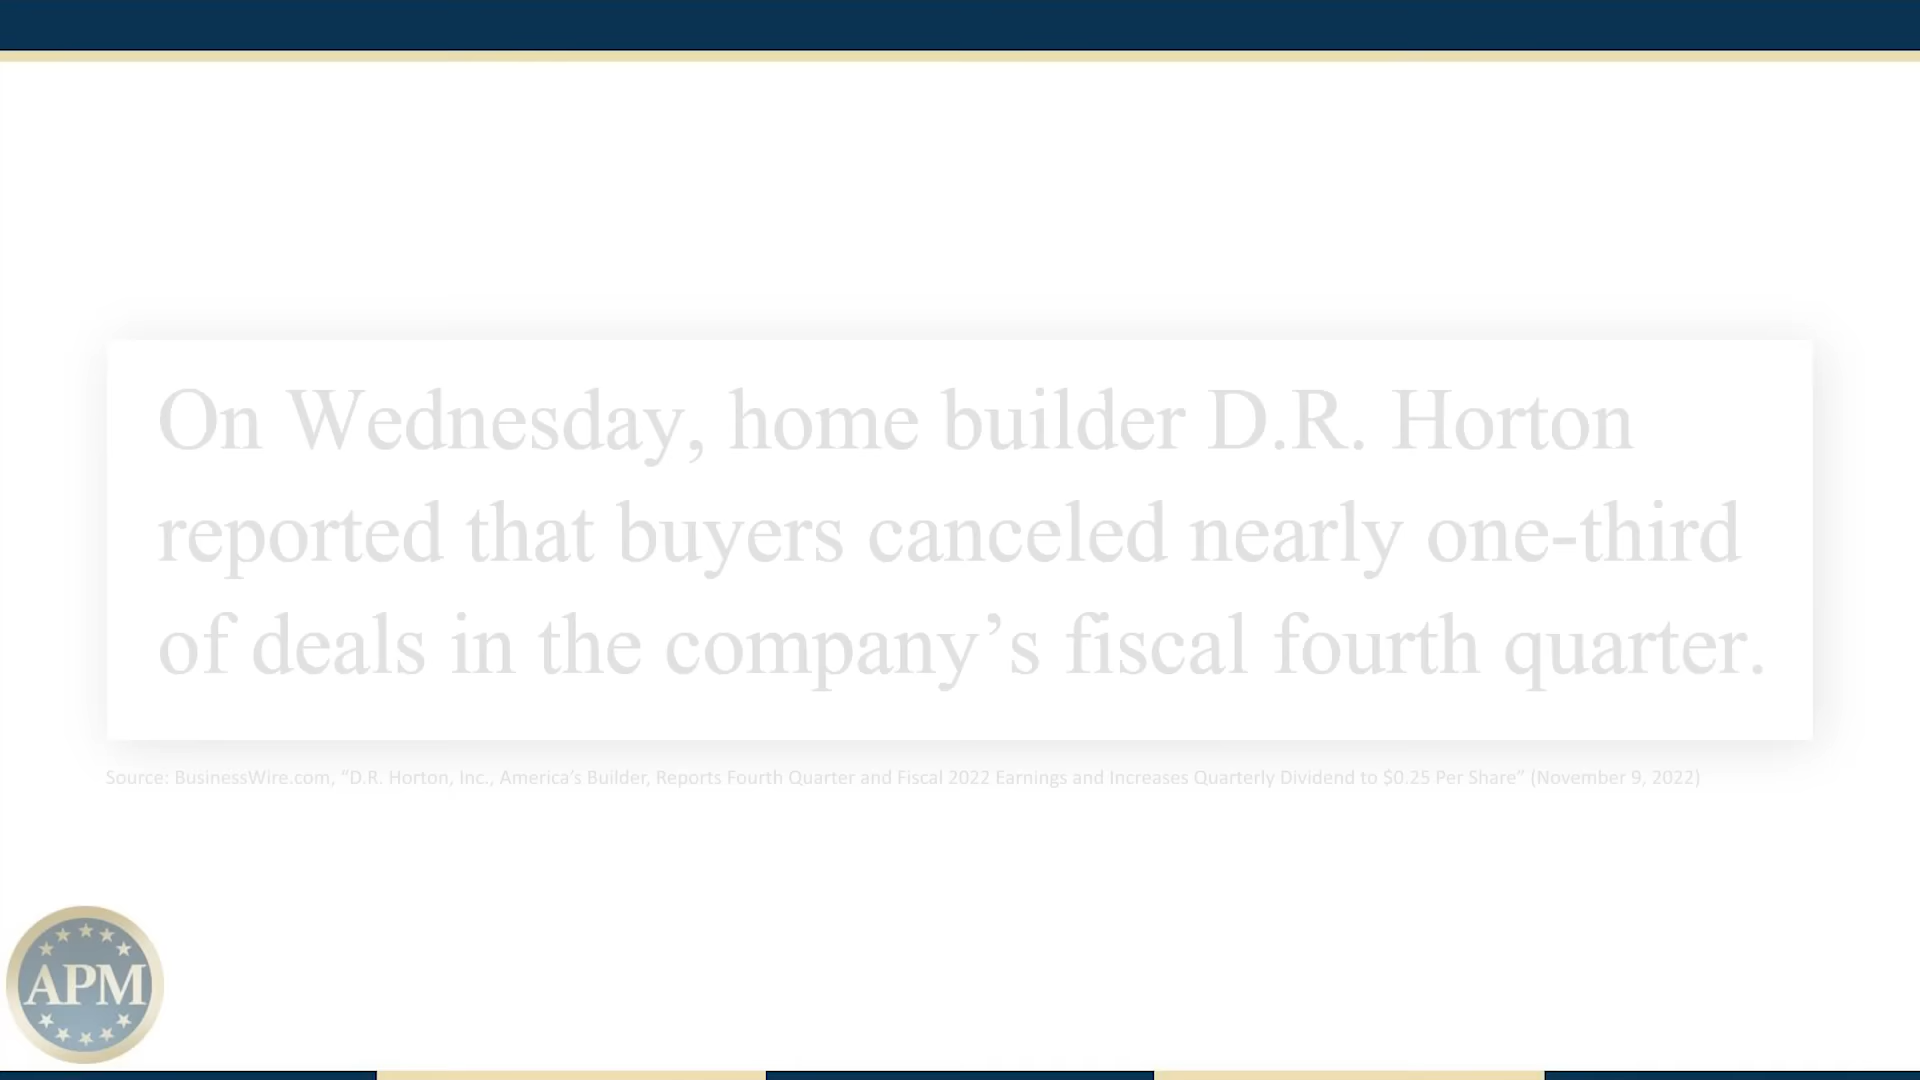 On Wednesday, home builder D.R. Horton
reported that buyers canceled nearly one-third
of deals in the company’s fiscal fourth quarter.
Source: BusinessWire.com, “D.R. Horton, Inc., America’s Builder, Reports Fourth Quarter and Fiscal 2022 Earnings and Increases Quarterly Dividend to $0.25 Per Share” (November 9, 2022)
APM